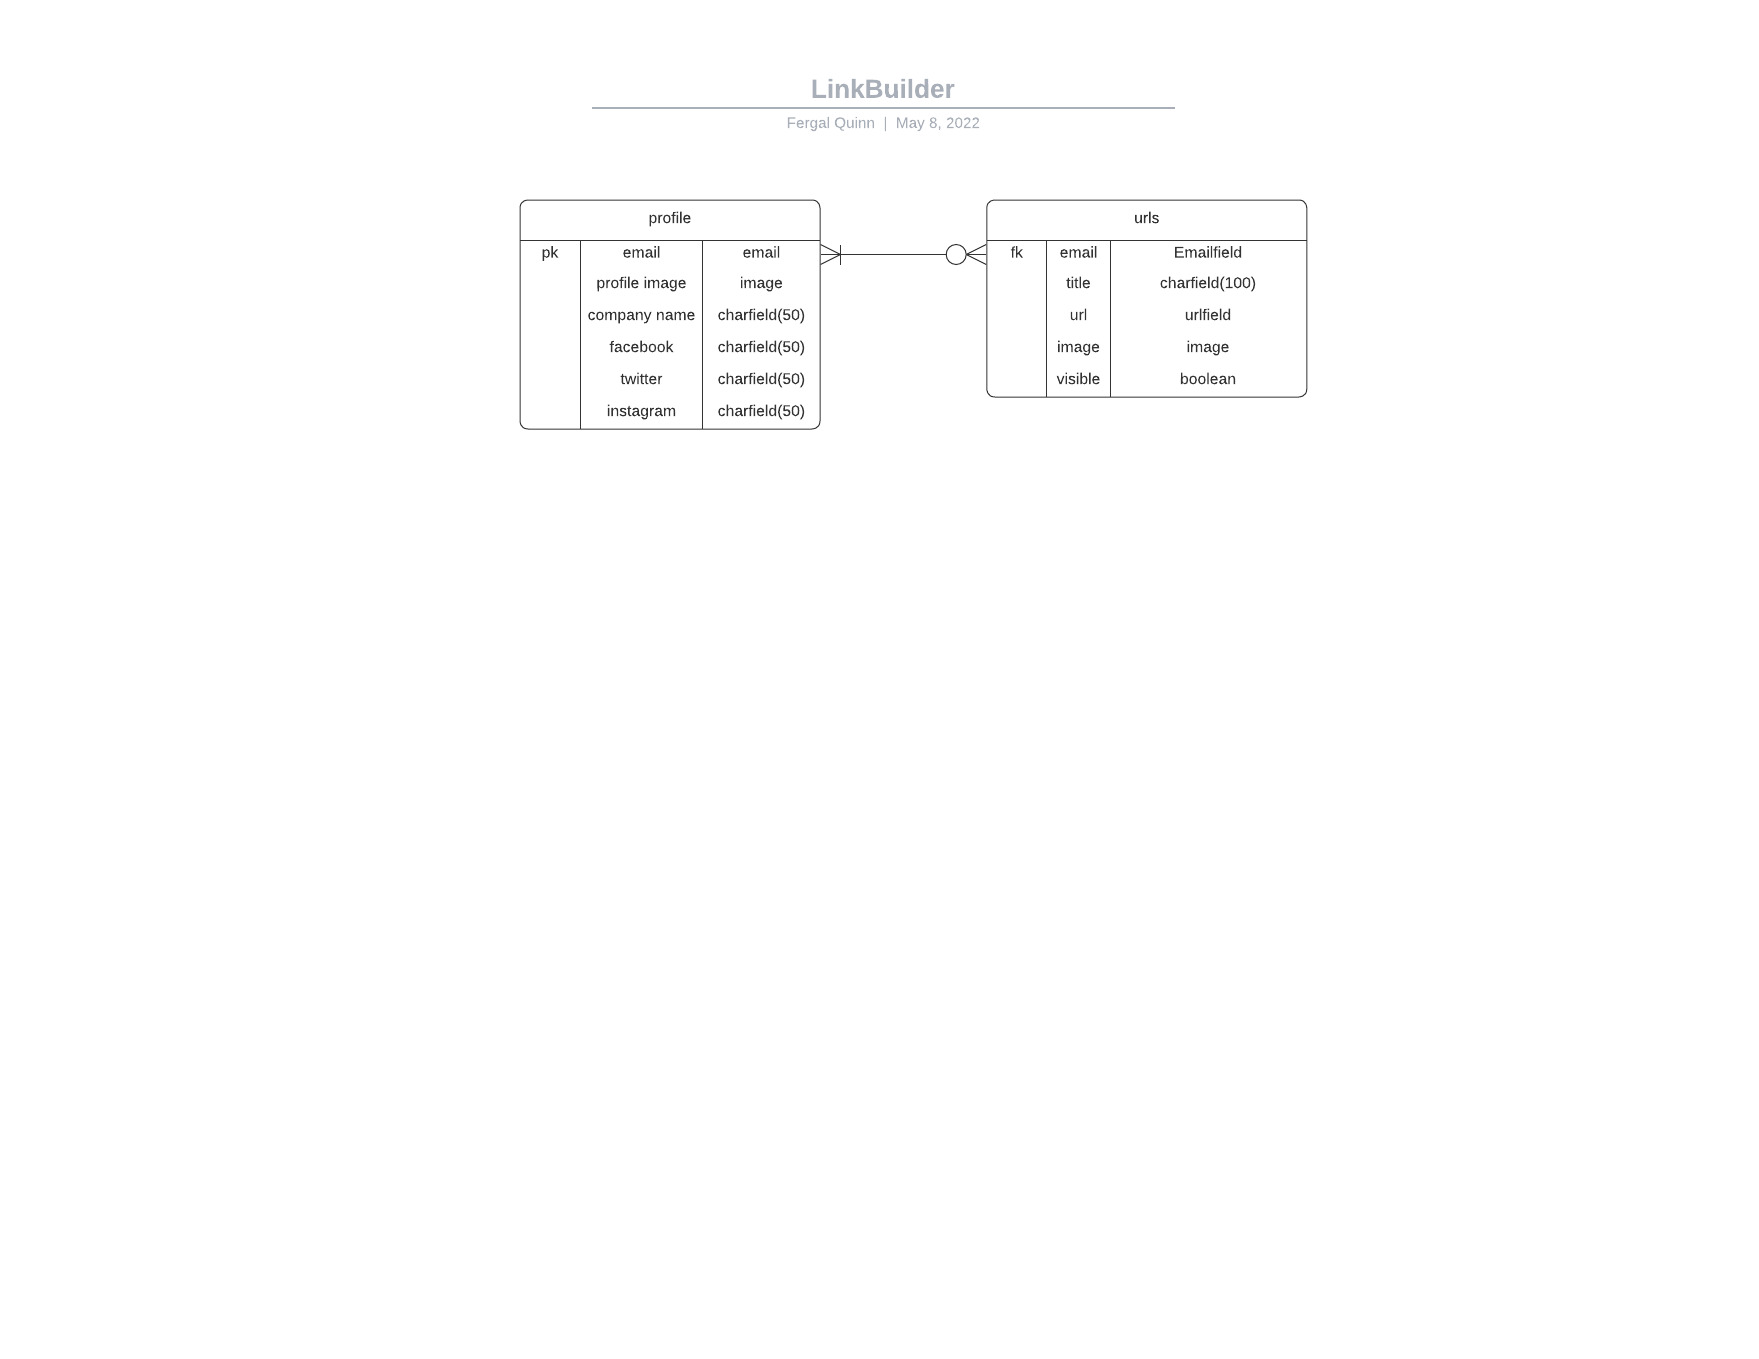 LinkBuilder
Fergal Quinn | May 8, 2022
profile
pk email email
profile image image
company name charfield(50)
facebook charfield(50)
twitter charfield(50)
instagram charfield(50)
urls
fk email Emailfield
title charfield(100)
url urlfield
image image
visible boolean